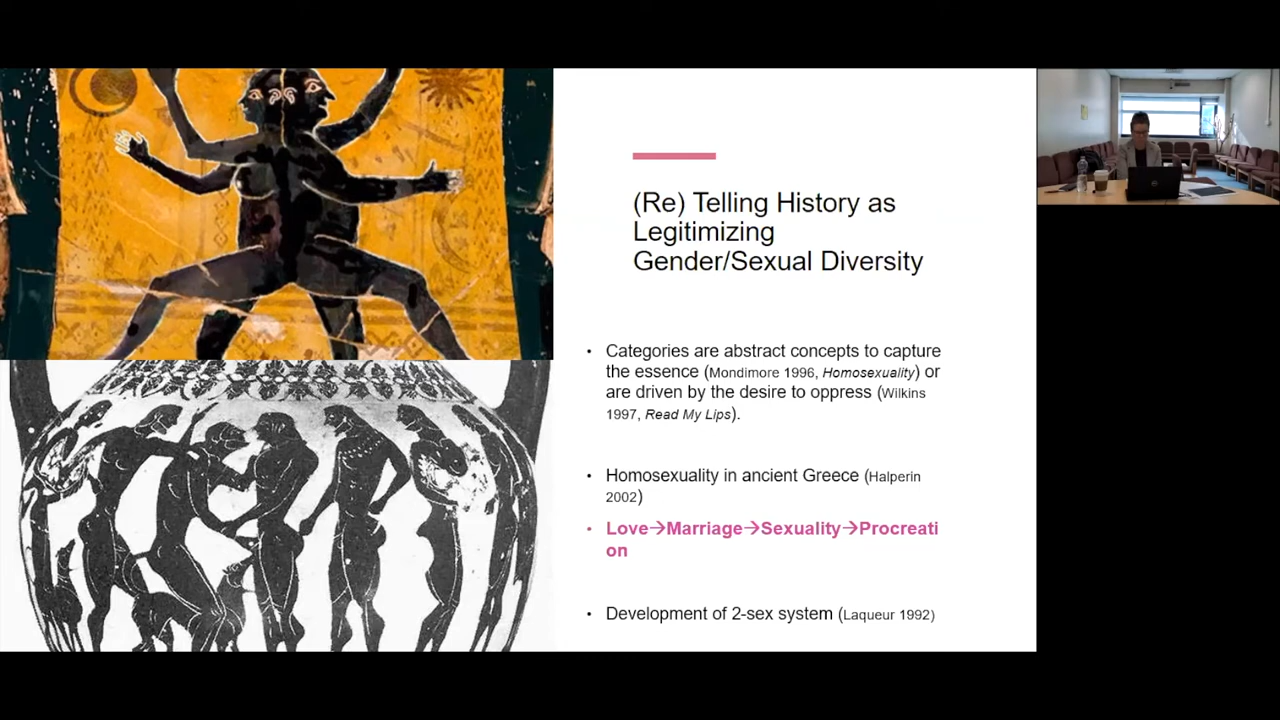 (Re) Telling History as
Legitimizing
Gender/Sexual Diversity
• Categories are abstract concepts to capture
the essence (Mondimore 1996, Homosexuality) or
are driven by the desire to oppress (Wilkins
1997, Read My Lips).
• Homosexuality in ancient Greece (Halperin
2002)
• Love→Marriage→Sexuality→Procreati
on
• Development of 2-sex system (Laqueur 1992)